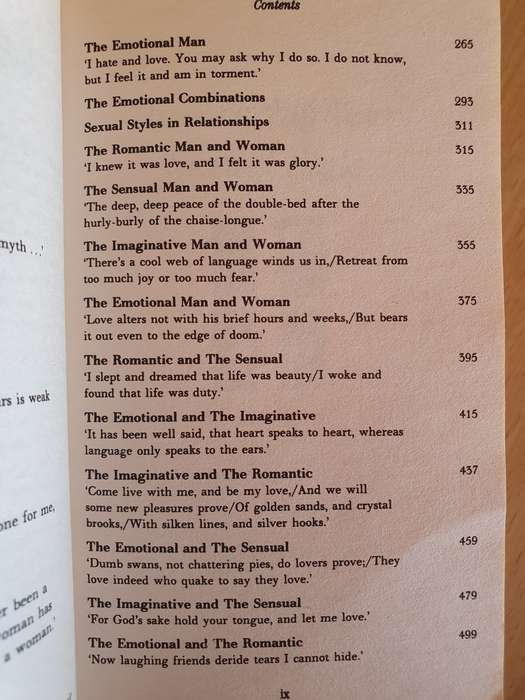 Contents
The Emotional Man 265
'I hate and love. You may ask why I do so. I do not know,
but I feel it and am in torment.'
The Emotional Combinations 293
Sexual Styles in Relationships 311
The Romantic Man and Woman 315
'I knew it was love, and I felt it was glory.'
The Sensual Man and Woman 335
'The deep, deep peace of the double-bed after the
hurly-burly of the chaise-longue.'
The Imaginative Man and Woman 355
'There's a cool web of language winds us in,/Retreat from
too much joy or too much fear.'
The Emotional Man and Woman 375
'Love alters not with his brief hours and weeks,/But bears
it out even to the edge of doom.'
The Romantic and The Sensual 395
'I slept and dreamed that life was beauty/I woke and
found that life was duty.'
The Emotional and The Imaginative 415
'It has been well said, that heart speaks to heart, whereas
language only speaks to the ears.'
The Imaginative and The Romantic 437
'Come live with me, and be my love,/And we will
some new pleasures prove/Of golden sands, and crystal
brooks,/With silken lines, and silver hooks.'
The Emotional and The Sensual 459
'Dumb swans, not chattering pies, do lovers prove;/They
love indeed who quake to say they love.'
The Imaginative and The Sensual 479
'For God's sake hold your tongue, and let me love.'
The Emotional and The Romantic 499
'Now laughing friends deride tears I cannot hide.'
ix
myth ...'
rs is weak
one for me,
er been a
woman has
a woman.'